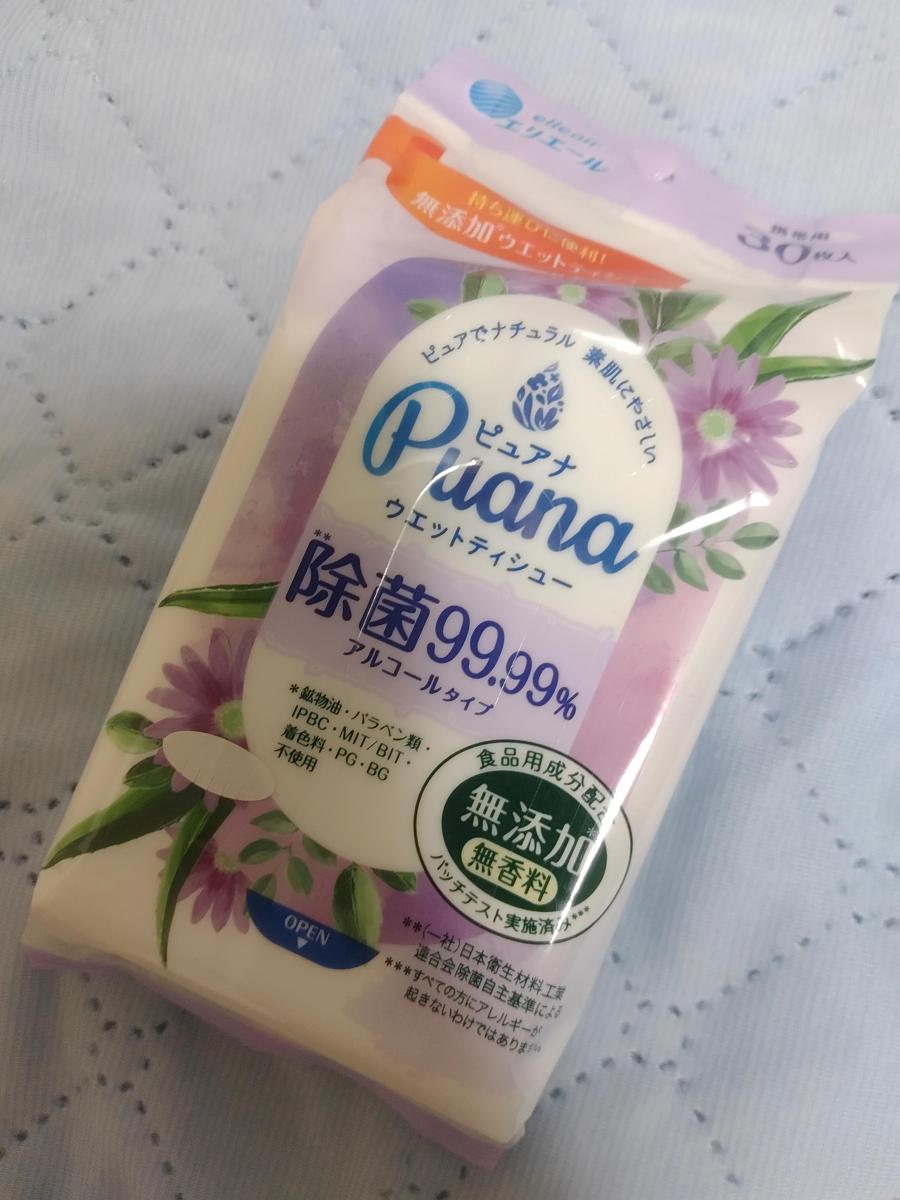 elleair
エリエール
持ち運びに便利!
無添加*ウエットティシュー
携帯用
30枚入
ピュアでナチュラル 素肌にやさしい
ピュアナ
Puana
ウエットティシュー
**
除菌99.99%
アルコールタイプ
*鉱物油・パラベン類・
IPBC・MIT/BIT・
着色料・PG・BG
不使用
食品用成分配合
無添加*
無香料
パッチテスト実施済み***
OPEN
**(一社)日本衛生材料工業
連合会除菌自主基準による
***すべての方にアレルギーが
起きないわけではありません